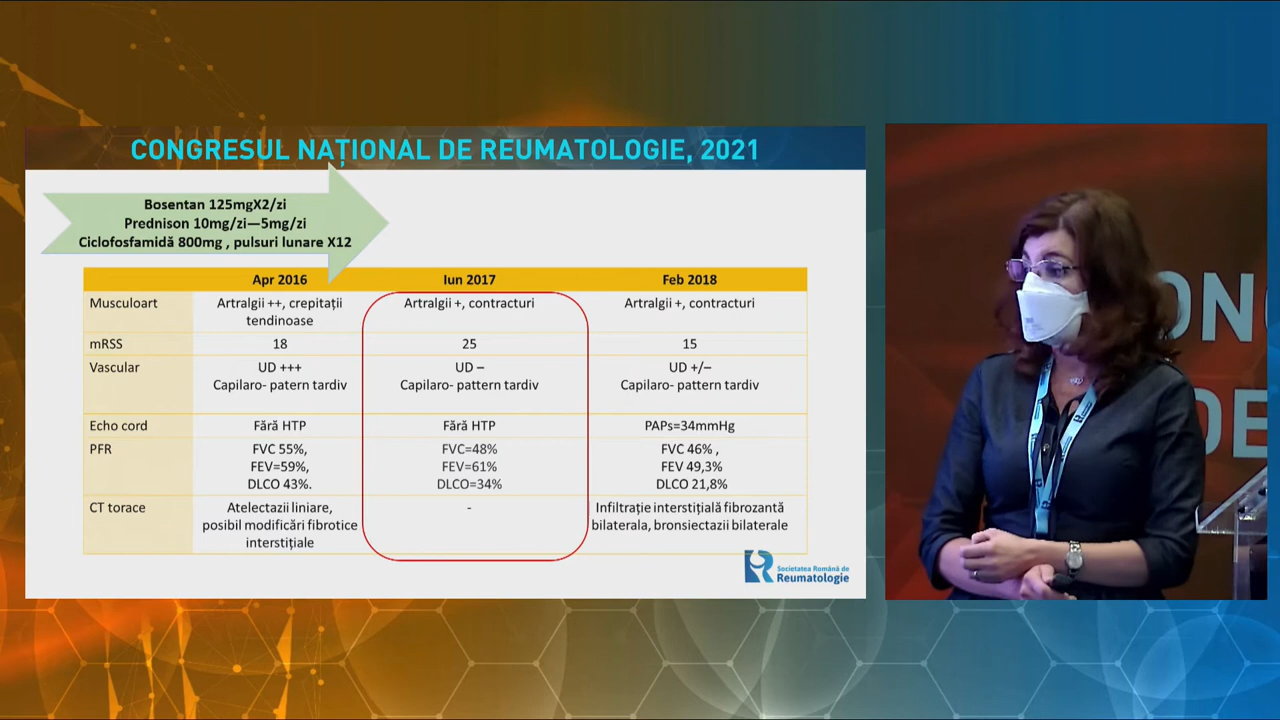 CONGRESUL NAȚIONAL DE REUMATOLOGIE, 2021
Bosentan 125mgX2/zi
Prednison 10mg/zi—5mg/zi
Ciclofosfamidă 800mg , pulsuri lunare X12
Apr 2016 Iun 2017 Feb 2018
Musculoart Artralgii ++, crepitații Artralgii +, contracturi Artralgii +, contracturi
tendinoase
mRSS 18 25 15
Vascular UD +++ UD – UD +/–
Capilaro- patern tardiv Capilaro- pattern tardiv Capilaro- pattern tardiv
Echo cord Fără HTP Fără HTP PAPs=34mmHg
PFR FVC 55%, FVC=48% FVC 46% ,
FEV=59%, FEV=61% FEV 49,3%
DLCO 43%. DLCO=34% DLCO 21,8%
CT torace Atelectazii liniare, - Infiltrație interstițială fibrozantă
posibil modificări fibrotice bilaterala, bronsiectazii bilaterale
interstițiale
Societatea Română de
Reumatologie
ON
DE